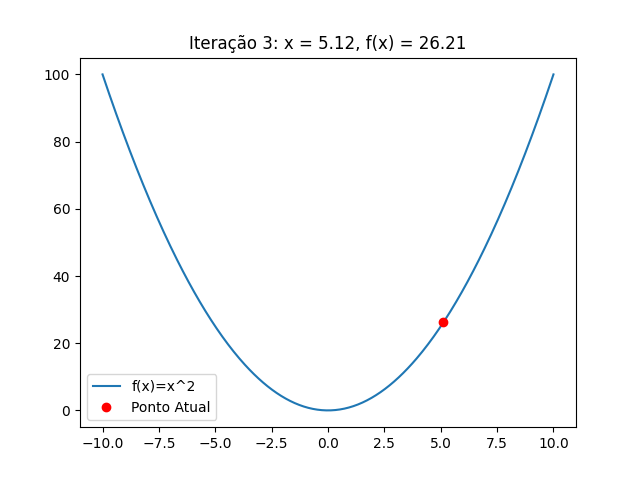 Iteração 3: x = 5.12, f(x) = 26.21
100
80
60
40
20
0
f(x)=x^2
Ponto Atual
−10.0 −7.5 −5.0 −2.5 0.0 2.5 5.0 7.5 10.0